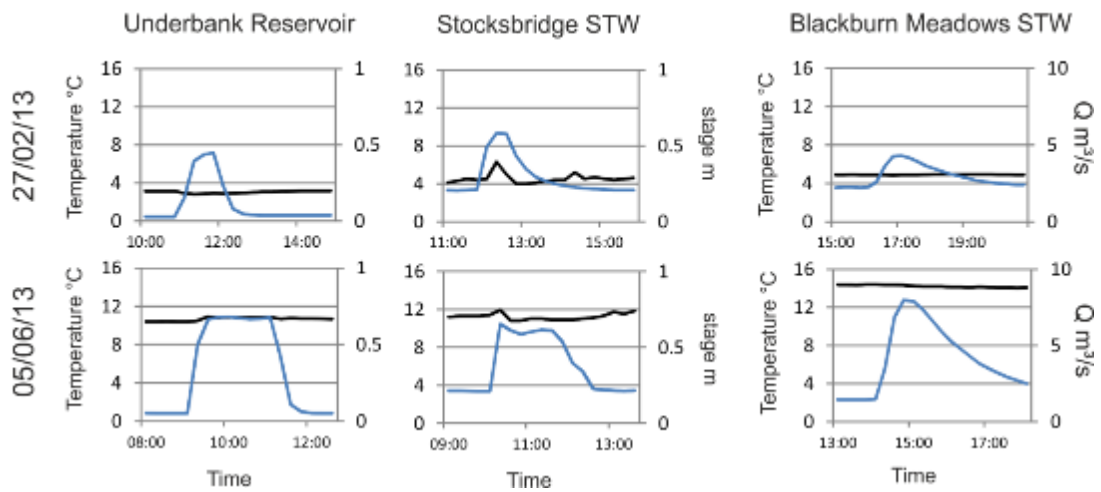 Underbank Reservoir Stocksbridge STW Blackburn Meadows STW
27/02/13
Temperature °C
16 12 8 4 0
1 0.5 0
10:00 12:00 14:00
Temperature °C
16 12 8 4 0
1 0.5 0
stage m
11:00 13:00 15:00
Temperature °C
16 12 8 4 0
10 5 0
Q m³/s
15:00 17:00 19:00
05/06/13
Temperature °C
16 12 8 4 0
1 0.5 0
08:00 10:00 12:00
Time
16 12 8 4 0
1 0.5 0
stage m
09:00 11:00 13:00
Time
Temperature °C
16 12 8 4 0
10 5 0
Q m³/s
13:00 15:00 17:00
Time